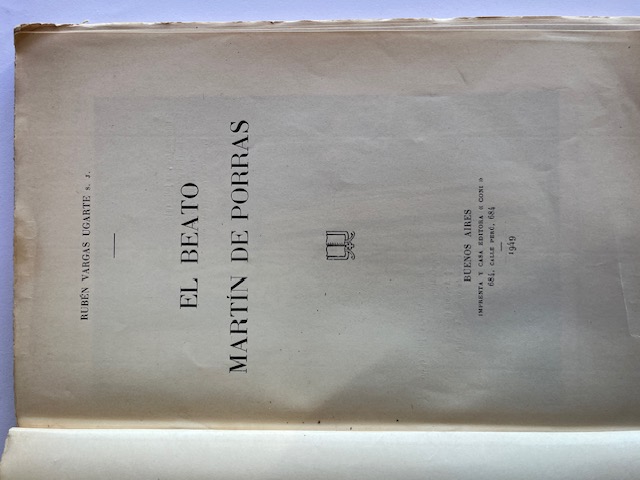 RUBÉN VARGAS UGARTE S. J.
EL BEATO
MARTÍN DE PORRAS
BUENOS AIRES
IMPRENTA Y CASA EDITORA « CONI »
684, CALLE PERÚ, 684
1949